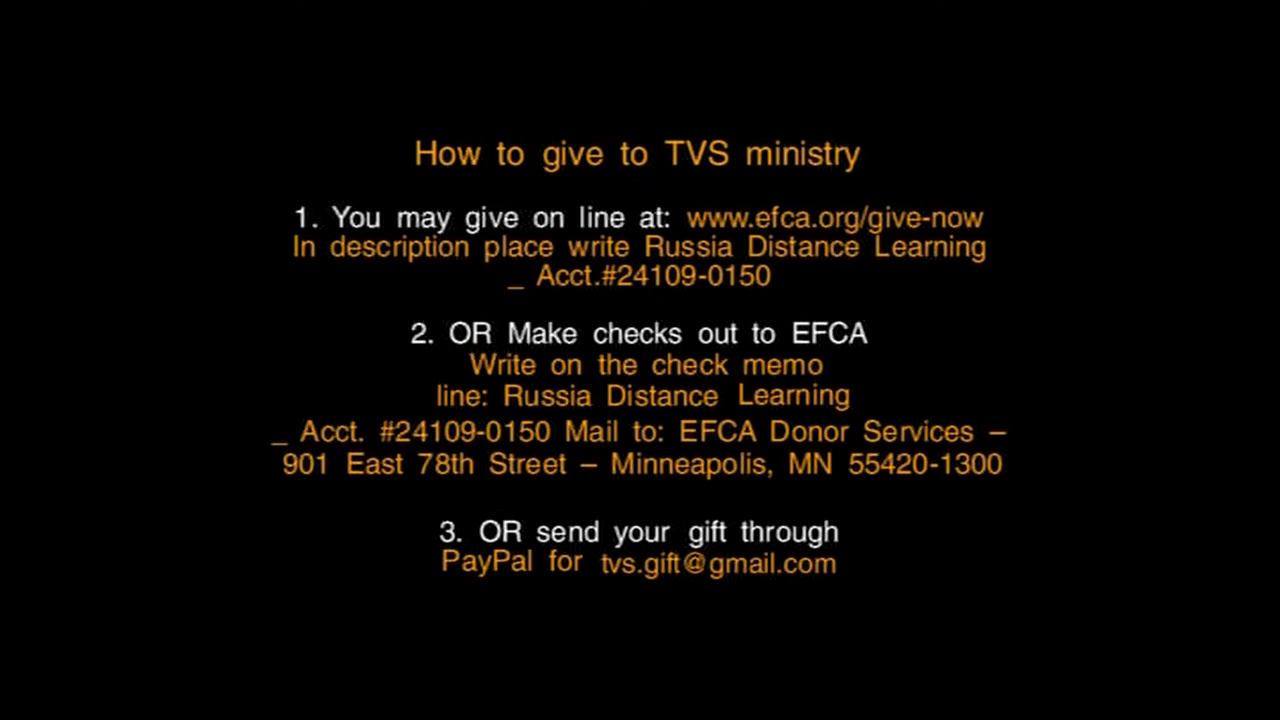 How to give to TVS ministry
1. You may give on line at: www.efca.org/give-now
In description place write Russia Distance Learning
_ Acct.#24109-0150
2. OR Make checks out to EFCA
Write on the check memo
line: Russia Distance Learning
_ Acct. #24109-0150 Mail to: EFCA Donor Services –
901 East 78th Street – Minneapolis, MN 55420-1300
3. OR send your gift through
PayPal for tvs.gift@gmail.com